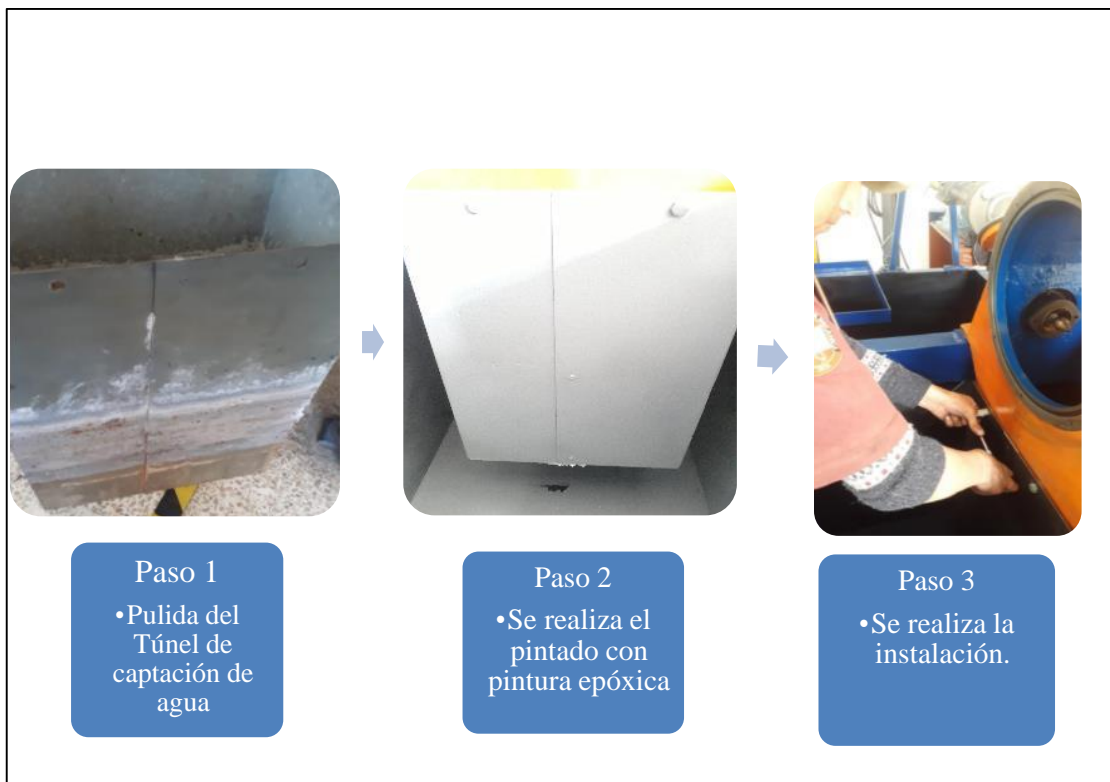 Paso 1
•Pulida del
Túnel de
captación de
agua
Paso 2
•Se realiza el
pintado con
pintura epóxica
Paso 3
•Se realiza la
instalación.